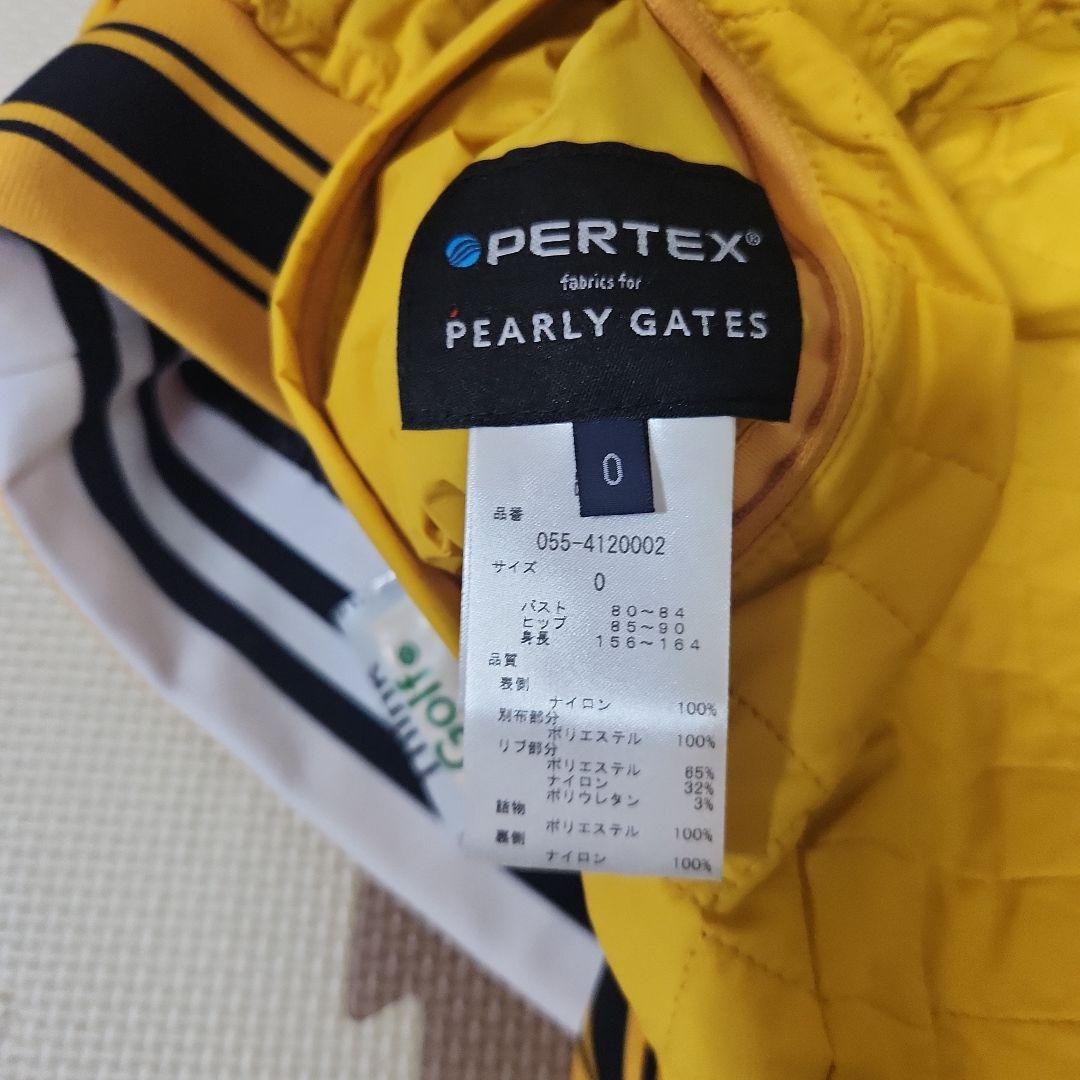 PERTEX®
fabrics for
PEARLY GATES
0
品番
055-4120002
サイズ
0
バスト 80～84
ヒップ 85～90
身長 156～164
品質
表側
ナイロン 100%
別布部分
ポリエステル 100%
リブ部分
ポリエステル 65%
ナイロン 32%
ポリウレタン 3%
詰物
ポリエステル 100%
裏側
ナイロン 100%
Golf